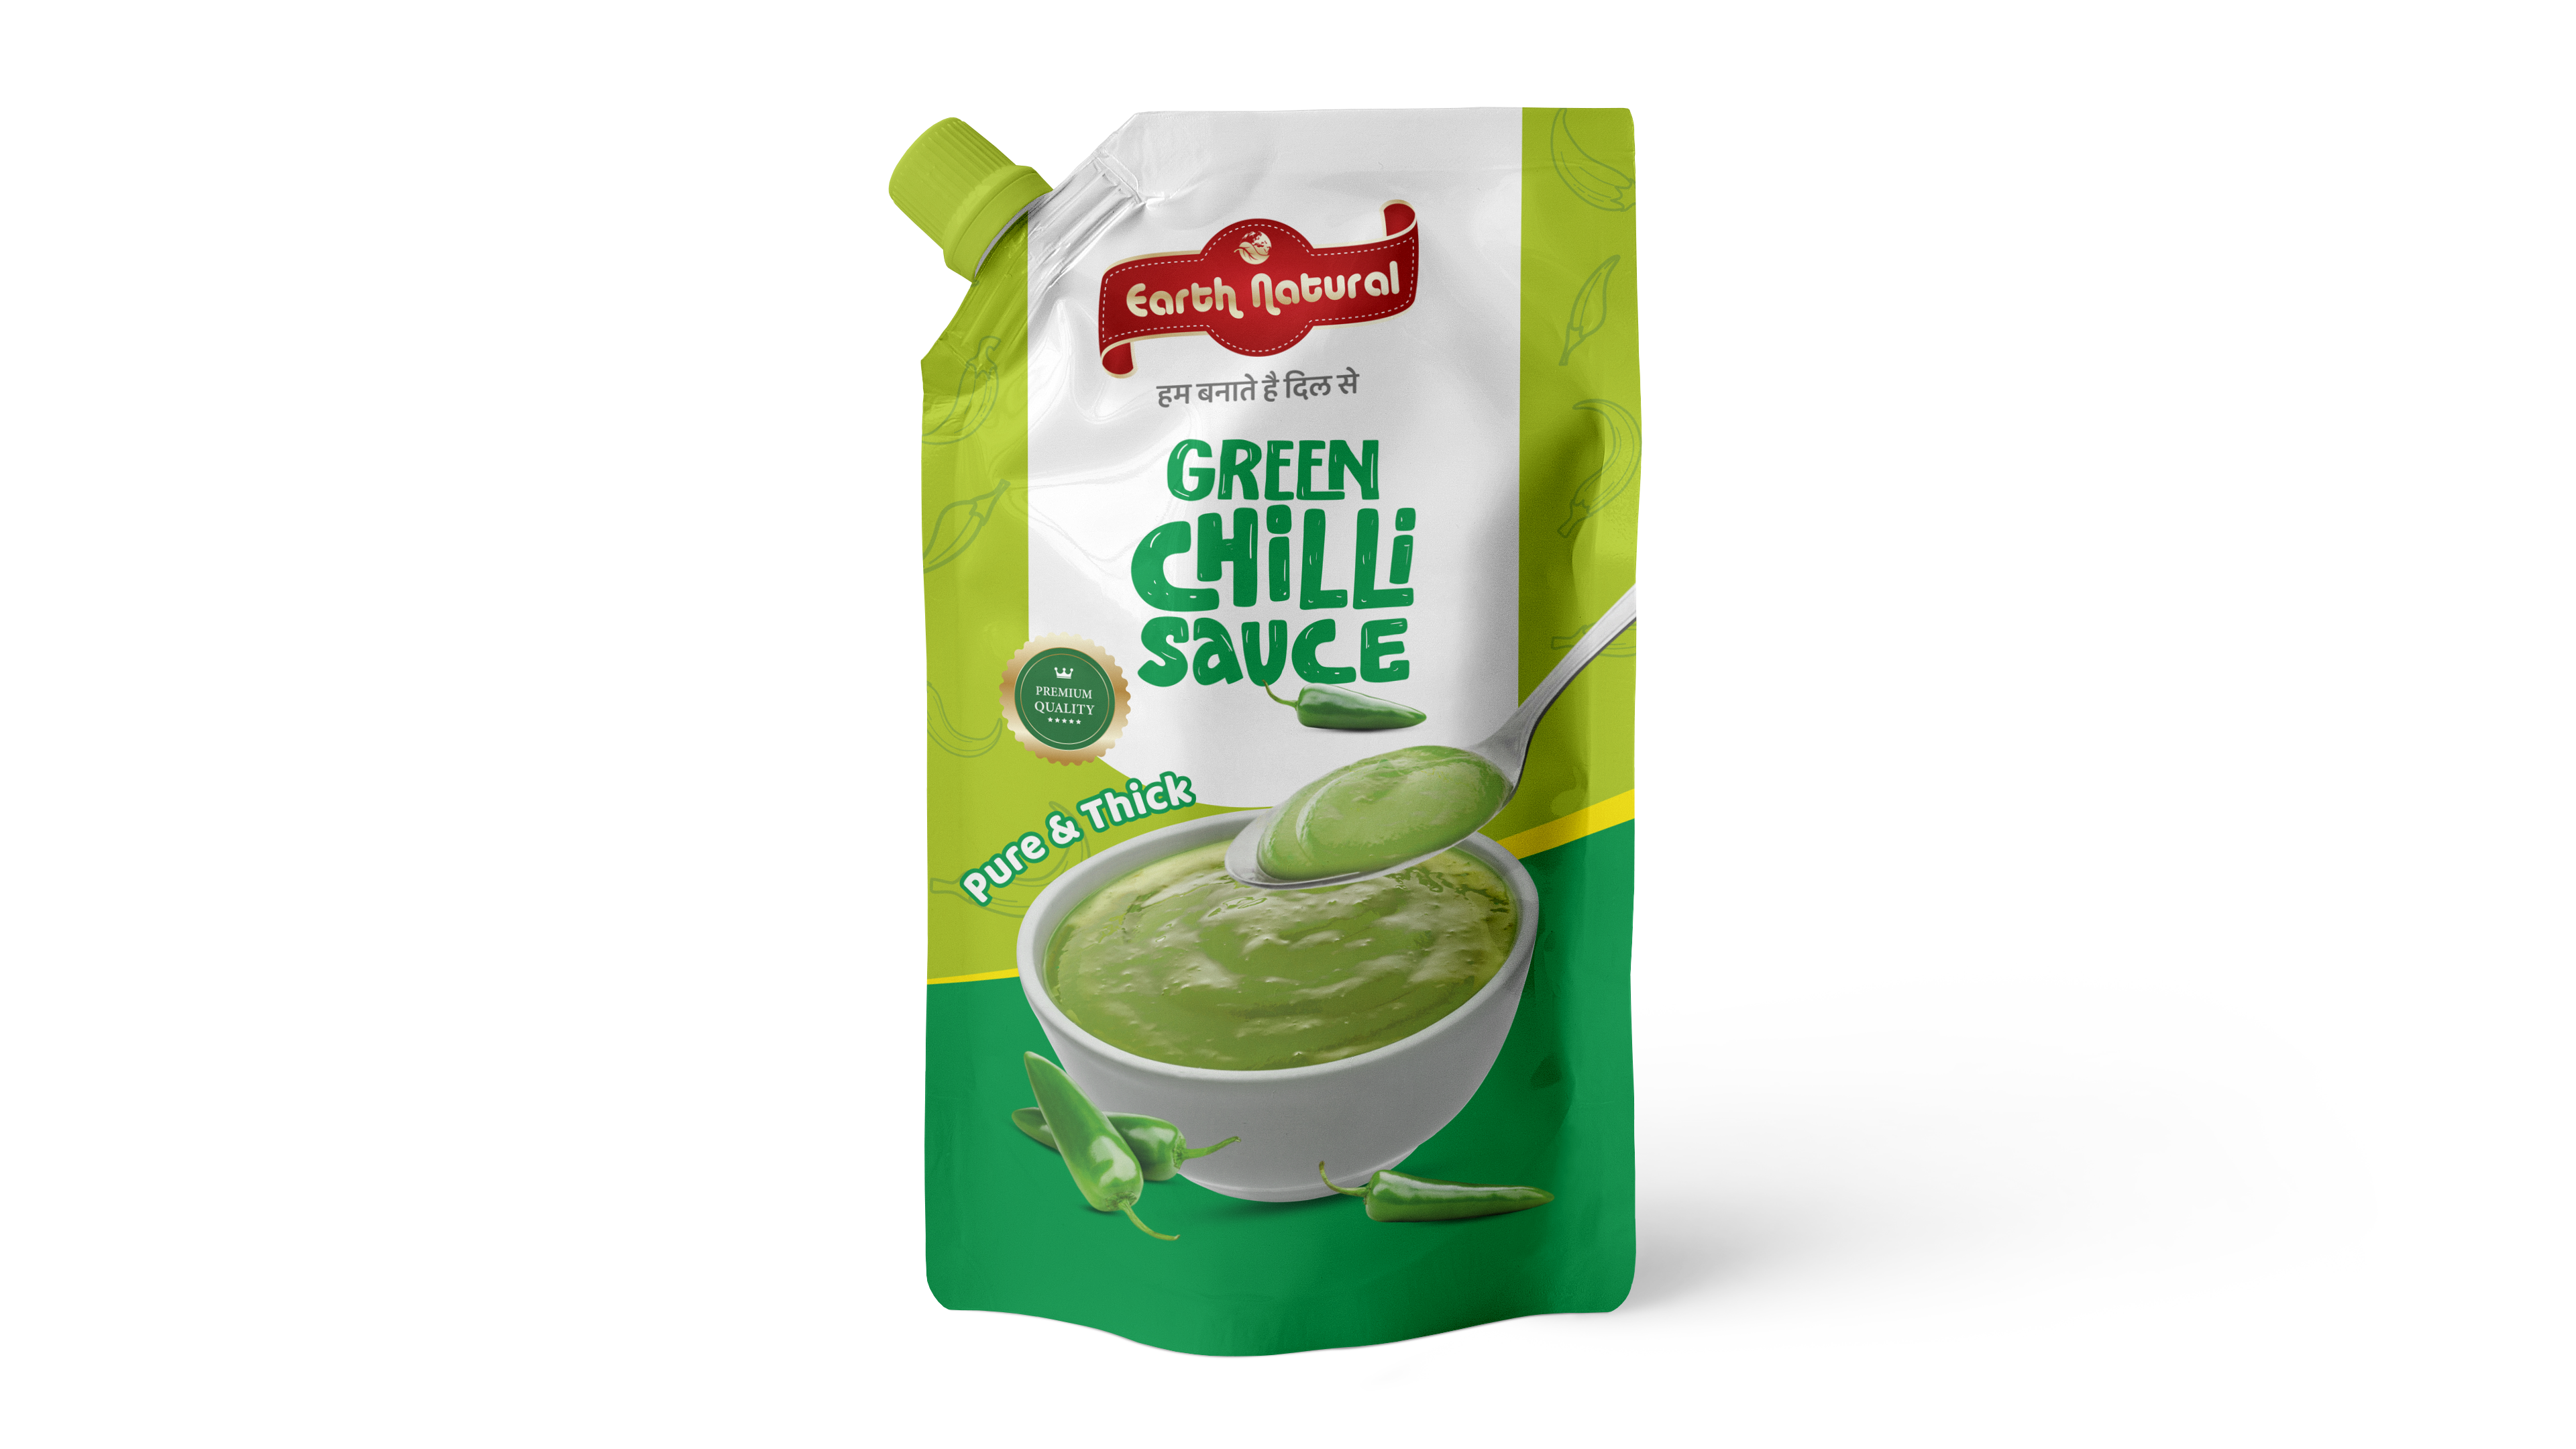 Earth Natural
हम बनाते है दिल से
GREEN
CHiLLi
SaUCE
PREMIUM
QUALITY
Pure & Thick